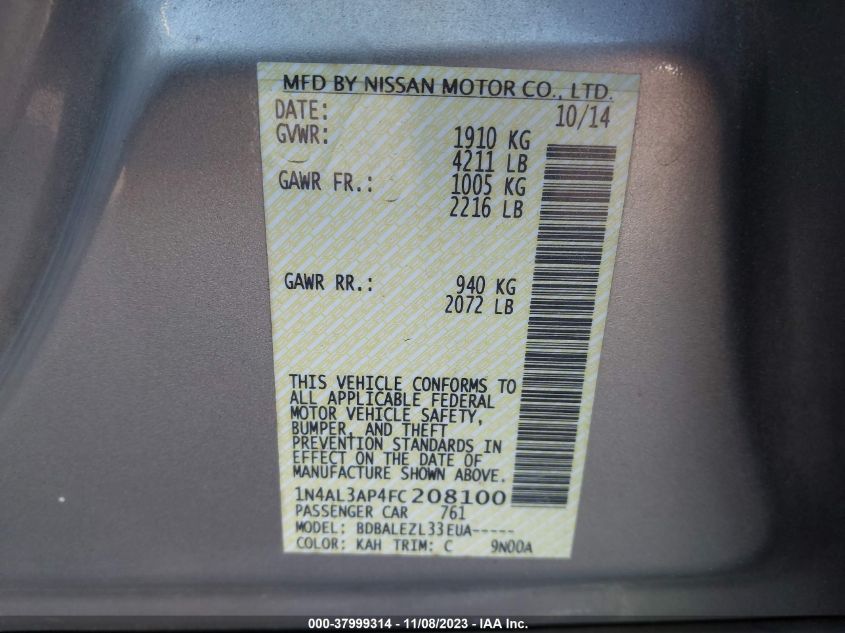 MFD BY NISSAN MOTOR CO., LTD.
DATE: 10/14
GVWR: 1910 KG
4211 LB
GAWR FR.: 1005 KG
2216 LB
GAWR RR.: 940 KG
2072 LB
THIS VEHICLE CONFORMS TO
ALL APPLICABLE FEDERAL
MOTOR VEHICLE SAFETY,
BUMPER, AND THEFT
PREVENTION STANDARDS IN
EFFECT ON THE DATE OF
MANUFACTURE SHOWN ABOVE.
1N4AL3AP4FC208100
PASSENGER CAR 761
MODEL: BDBALEZL33EUA-----
COLOR: KAH TRIM: C 9N00A
000-37999314 - 11/08/2023 - IAA Inc.